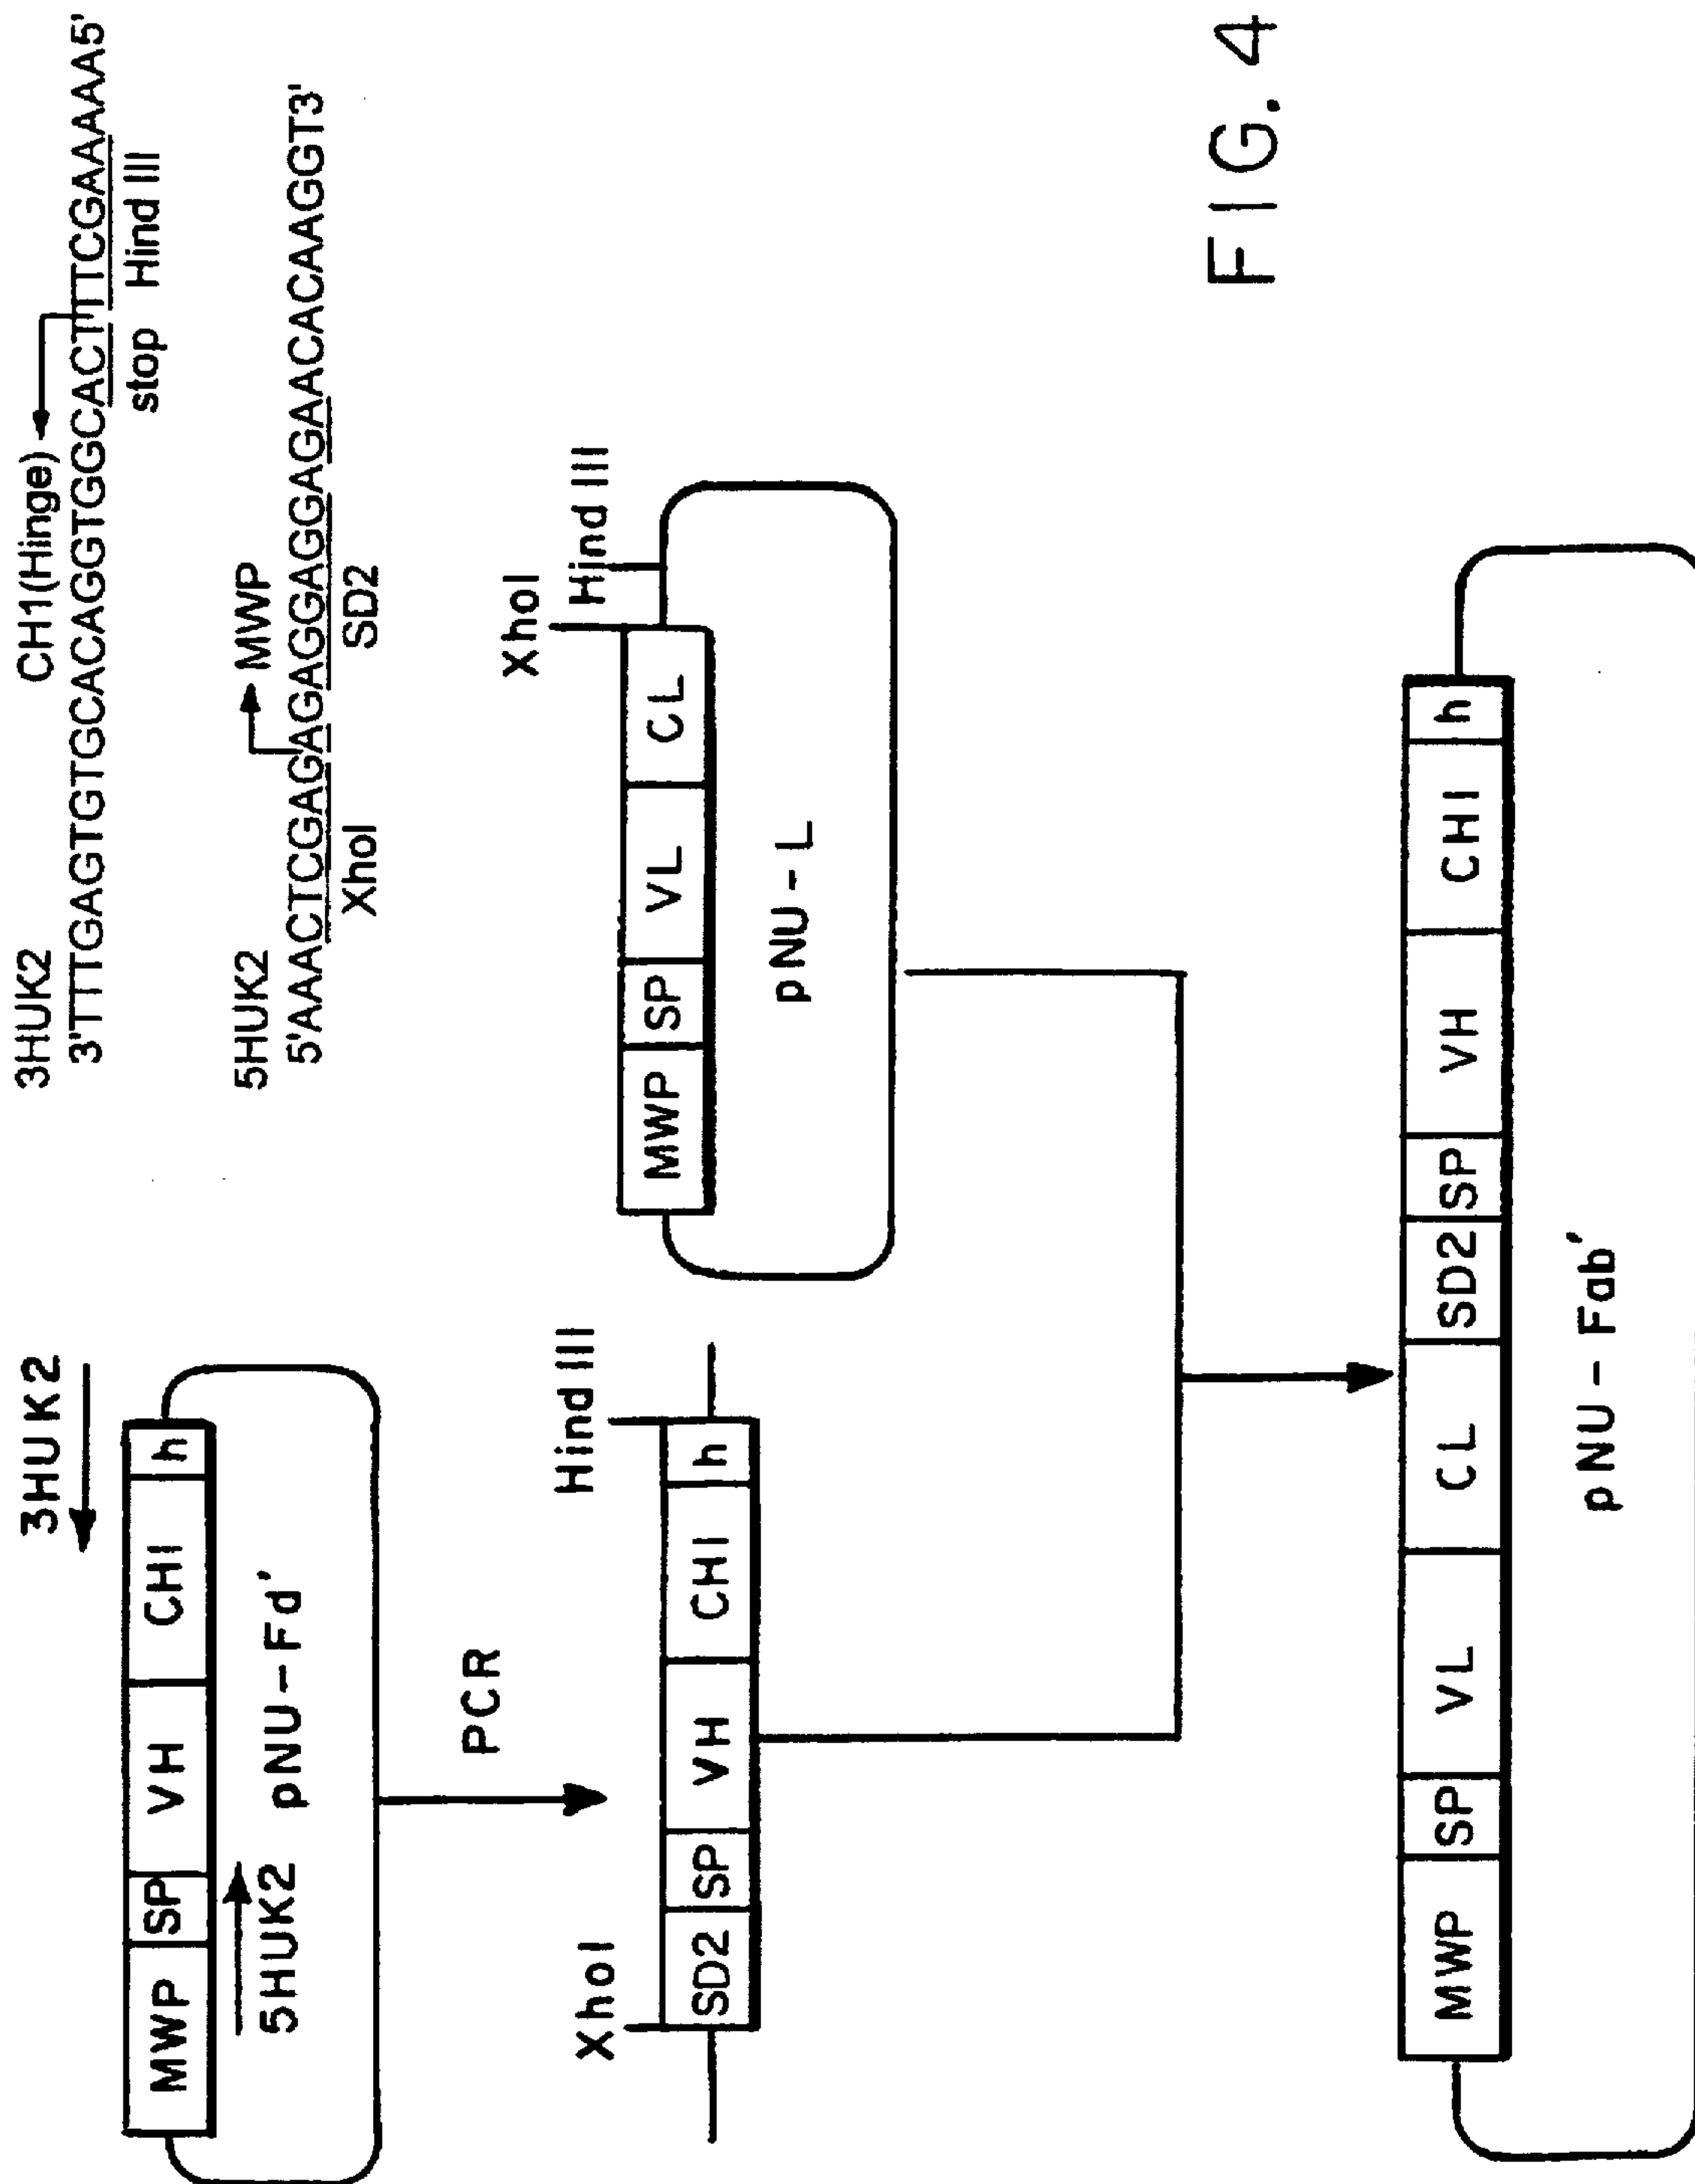 3HUK2
MWP SP VH CHI h
5HUK2 pNU-Fd'
PCR
XhoI
Hind III
SD2 SP VH CHI h
3HUK2
CH1(Hinge)
3'TTTGAGTGTGCACAGGTGGCACTTTCGAAAA5'
stop Hind III
5HUK2
MWP
5'AAACTCGAGAGAGGAGGAGAACACAAGGT3'
XhoI
SD2
XhoI
Hind III
MWP SP VL CL
pNU-L
MWP SP VL CL SD2 SP VH CHI h
pNU-Fab'
FIG. 4